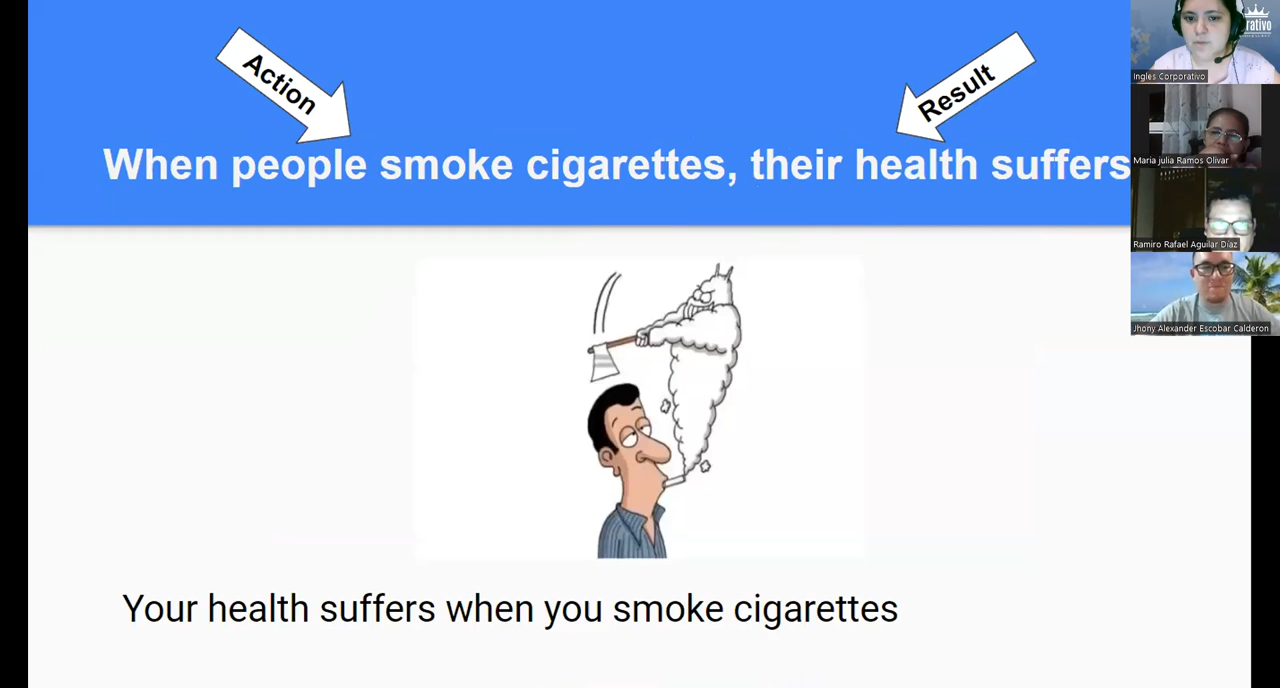 Action
Result
When people smoke cigarettes, their health suffers
Your health suffers when you smoke cigarettes
rativo
Ingles Corporativo
Maria julia Ramos Olivar
Ramiro Rafael Aguilar Díaz
Jhony Alexander Escobar Calderon